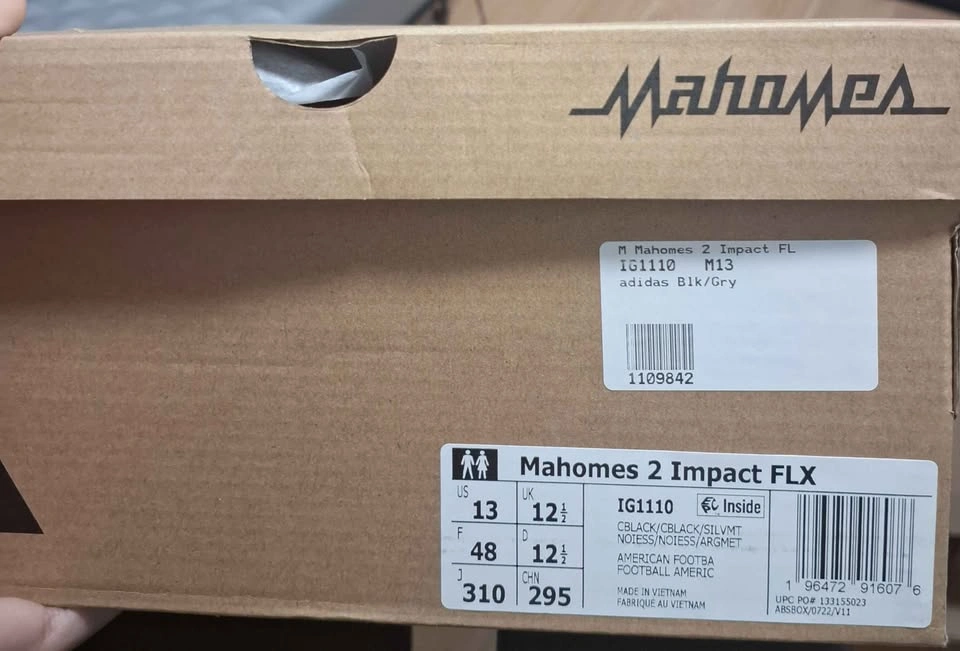 Mahomes
M Mahomes 2 Impact FL
IG1110 M13
adidas Blk/Gry
1109842
Mahomes 2 Impact FLX
US 13 UK 12½
F 48 D 12½
J 310 CHN 295
IG1110 Inside
CBLACK/CBLACK/SILVMT
NOIESS/NOIESS/ARGMET
AMERICAN FOOTBA
FOOTBALL AMERIC
MADE IN VIETNAM
FABRIQUÉ AU VIETNAM
1 96472 91607 6
UPC PO# 133155023
ABSBOX/0722/V11